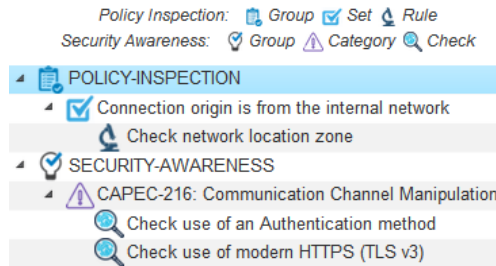 Policy Inspection: Group Set Rule
Security Awareness: Group Category Check
POLICY-INSPECTION
Connection origin is from the internal network
Check network location zone
SECURITY-AWARENESS
CAPEC-216: Communication Channel Manipulation
Check use of an Authentication method
Check use of modern HTTPS (TLS v3)